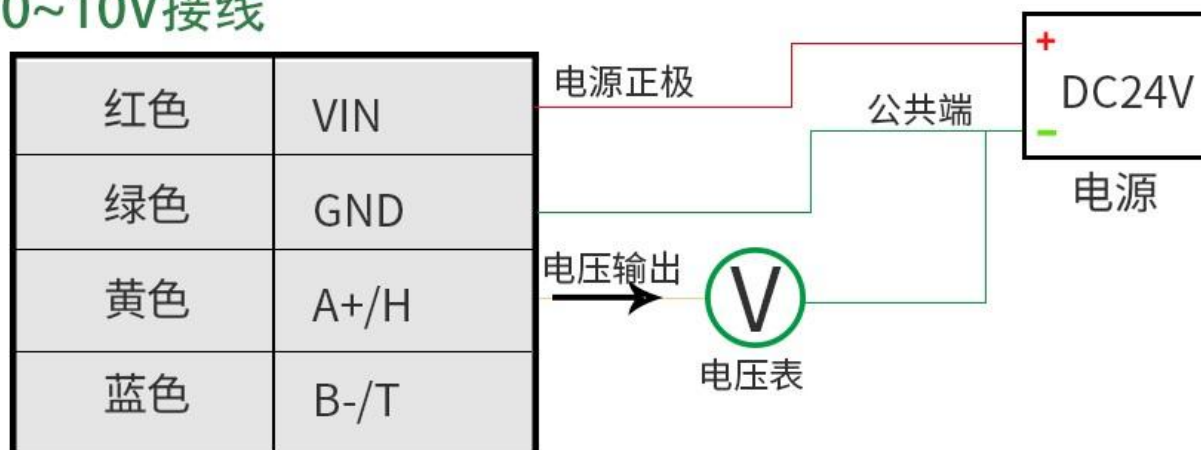 0~10V接线
红色 VIN 电源正极
+
DC24V
公共端
-
电源
绿色 GND
电压输出
V
电压表
黄色 A+/H
蓝色 B-/T